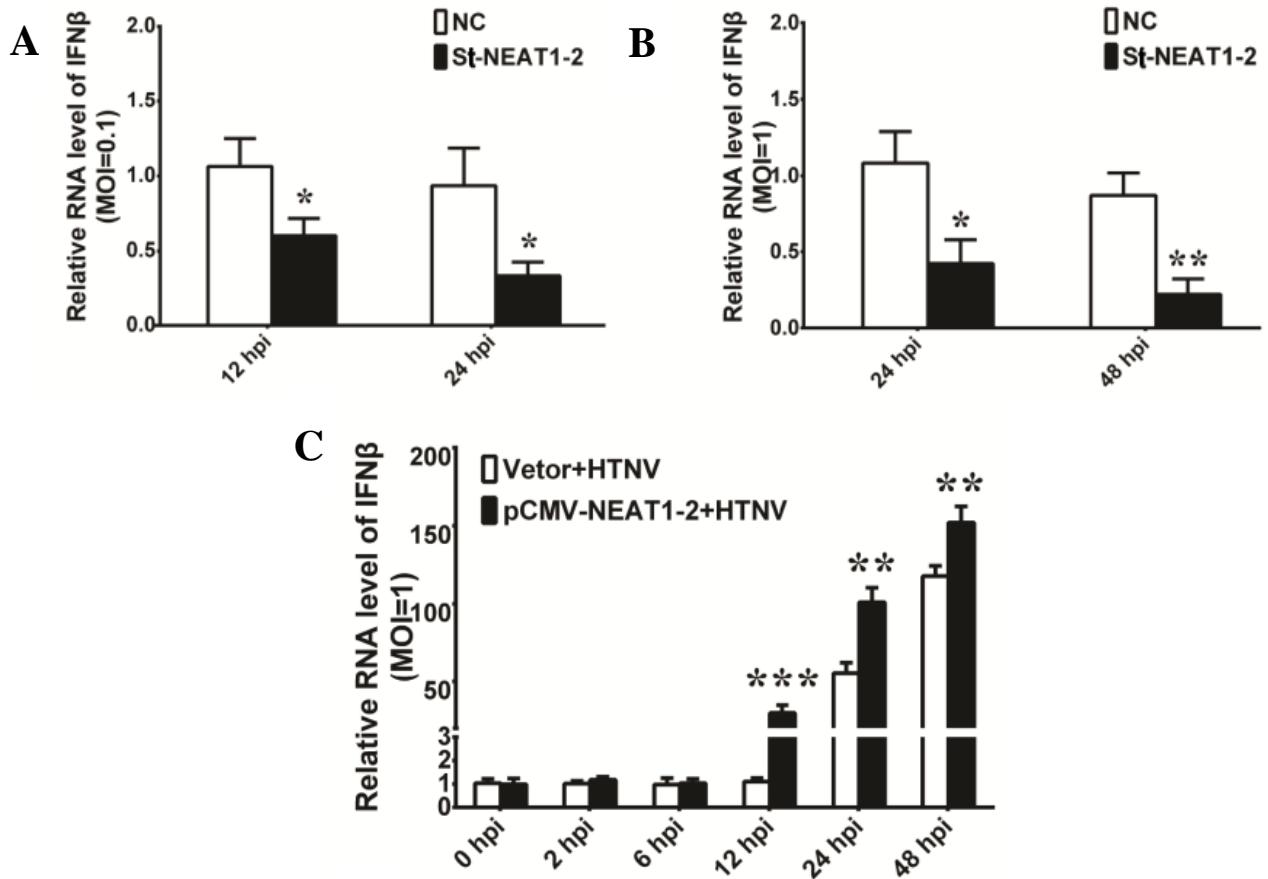 A
Relative RNA level of IFNβ
(MOI=0.1)
2.0
1.5
1.0
0.5
0.0
NC
St-NEAT1-2
*
*
12 hpi
24 hpi
B
Relative RNA level of IFNβ
(MOI=1)
2.0
1.5
1.0
0.5
0.0
NC
St-NEAT1-2
*
**
24 hpi
48 hpi
C
Relative RNA level of IFNβ
(MOI=1)
200
150
100
50
3
2
1
0
Vetor+HTNV
pCMV-NEAT1-2+HTNV
***
**
**
0 hpi
2 hpi
6 hpi
12 hpi
24 hpi
48 hpi